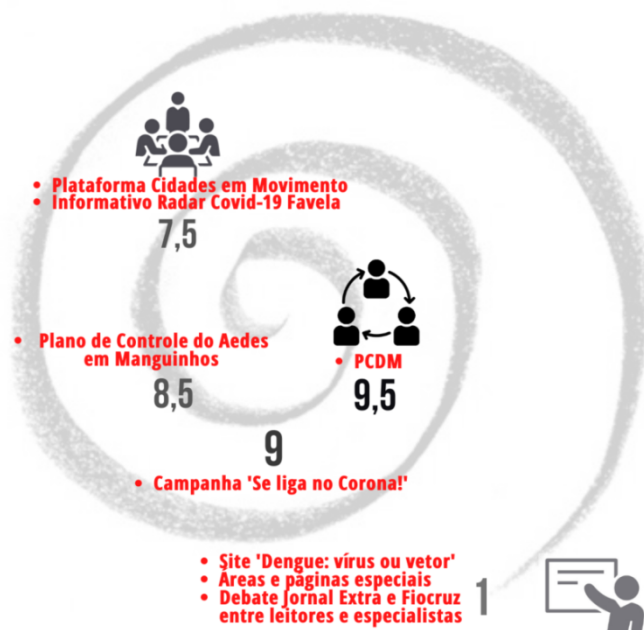 • Plataforma Cidades em Movimento
• Informativo Radar Covid-19 Favela
7,5
• Plano de Controle do Aedes
em Manguinhos
8,5
• PCDM
9,5
9
• Campanha 'Se liga no Corona!'
• Site 'Dengue: vírus ou vetor'
• Áreas e páginas especiais
• Debate Jornal Extra e Fiocruz
entre leitores e especialistas
1